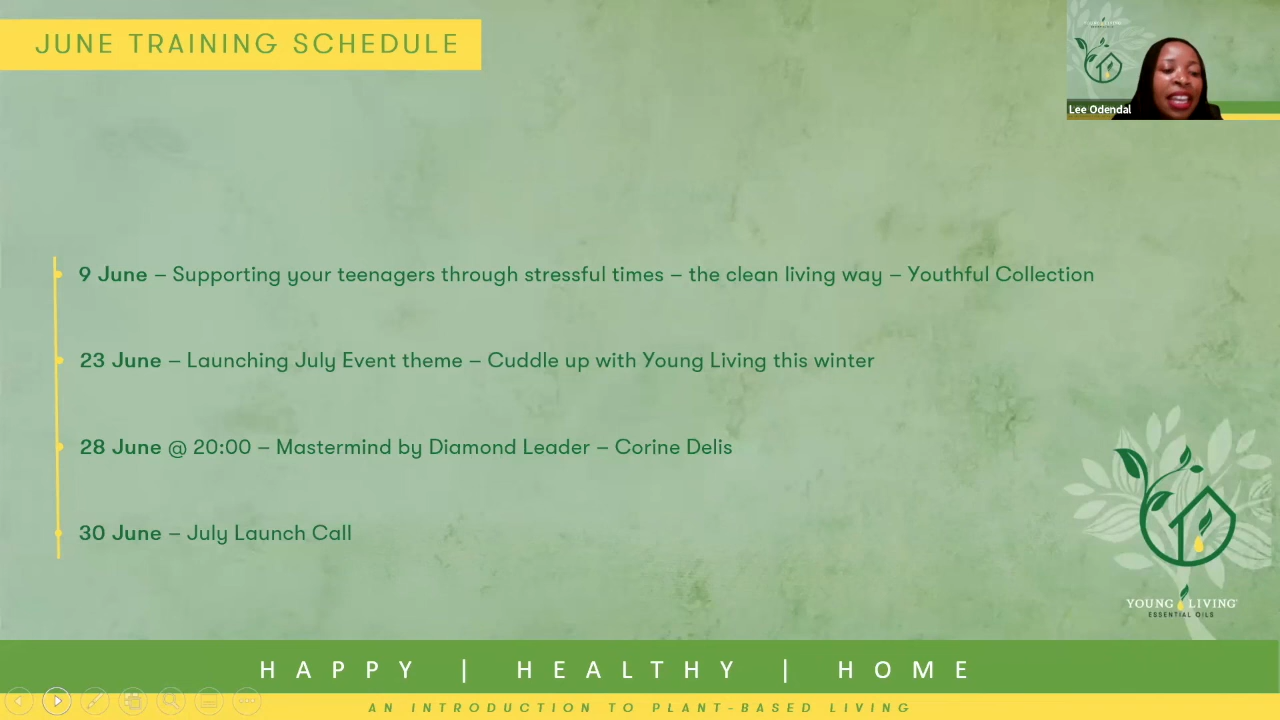 JUNE TRAINING SCHEDULE
Lee Odendal
9 June – Supporting your teenagers through stressful times – the clean living way – Youthful Collection
23 June – Launching July Event theme – Cuddle up with Young Living this winter
28 June @ 20:00 – Mastermind by Diamond Leader – Corine Delis
30 June – July Launch Call
YOUNG LIVING
ESSENTIAL OILS
HAPPY | HEALTHY | HOME
AN INTRODUCTION TO PLANT-BASED LIVING